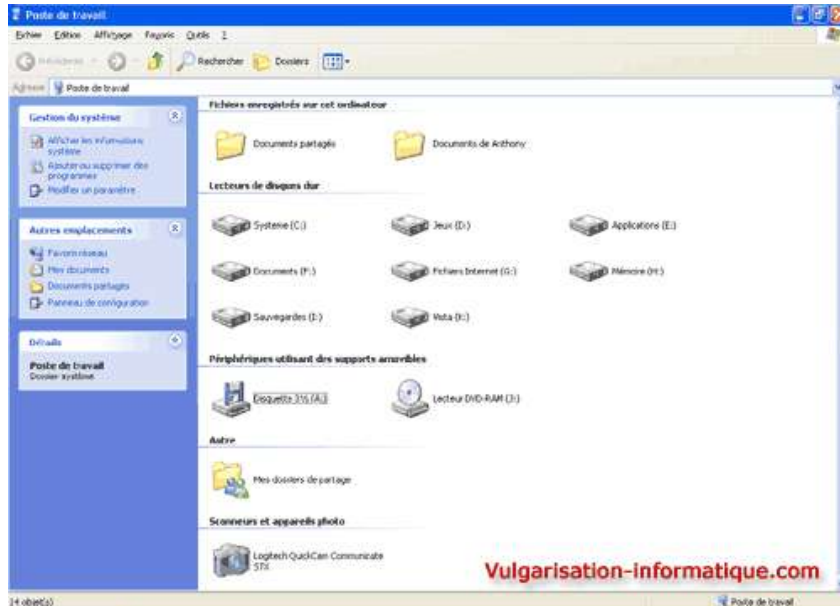 Poste de travail
Fichier Edition Affichage Favoris Outils ?
Précédente Rechercher Dossiers
Adresse Poste de travail
Gestion du système
Afficher les informations
système
Ajouter ou supprimer des
programmes
Modifier un paramètre
Autres emplacements
Favoris réseau
Mes documents
Documents partagés
Panneau de configuration
Détails
Poste de travail
Dossier système
Fichiers enregistrés sur cet ordinateur
Documents partagés
Documents de Anthony
Lecteurs de disques dur
Systeme (C:)
Jeux (D:)
Applications (E:)
Documents (F:)
Fichiers Internet (G:)
Mémoire (H:)
Sauvegardes (I:)
Vista (K:)
Périphériques utilisant des supports amovibles
Disquette 3½ (A:)
Lecteur DVD-RAM (J:)
Autre
Mes dossiers de partage
Scanneurs et appareils photo
Logitech QuickCam Communicate
STX
Vulgarisation-informatique.com
14 objet(s)
Poste de travail